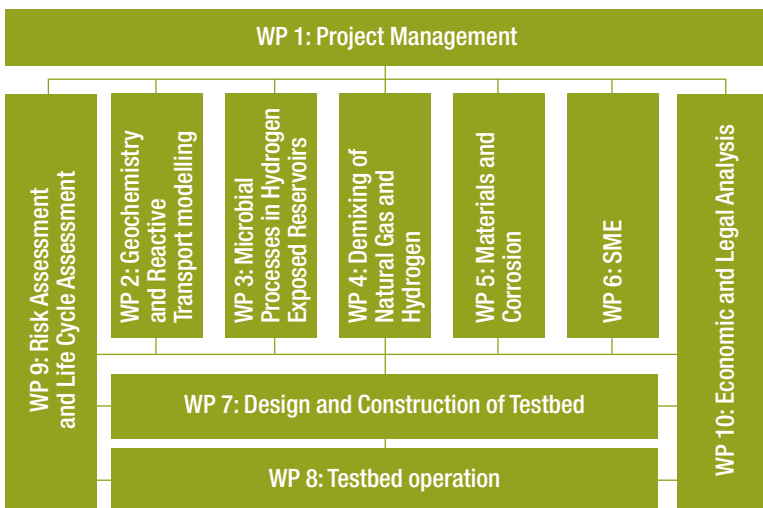 WP 1: Project Management
WP 9: Risk Assessment
and Life Cycle Assessment
WP 2: Geochemistry
and Reactive
Transport modelling
WP 3: Microbial
Processes in Hydrogen
Exposed Reservoirs
WP 4: Demixing of
Natural Gas and
Hydrogen
WP 5: Materials and
Corrosion
WP 6: SME
WP 10: Economic and Legal Analysis
WP 7: Design and Construction of Testbed
WP 8: Testbed operation